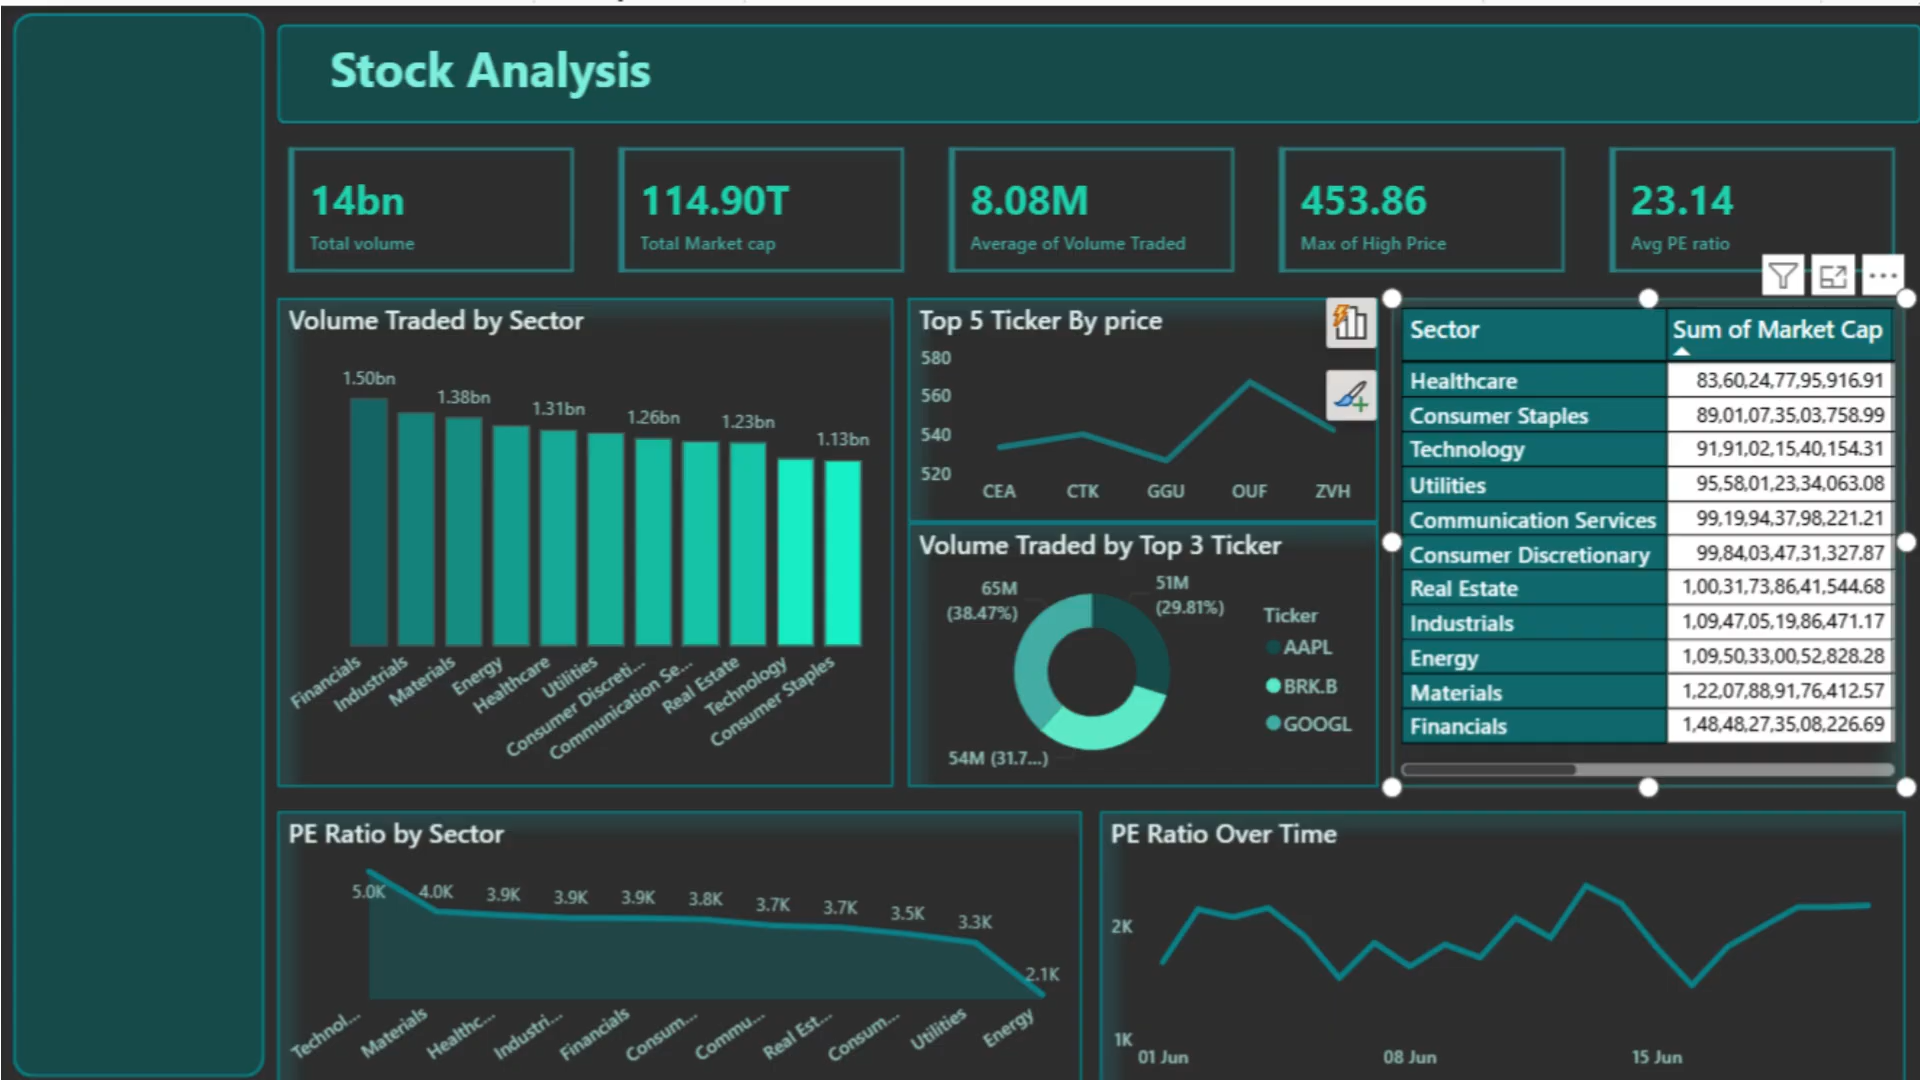 Stock Analysis
14bn
Total volume
114.90T
Total Market cap
8.08M
Average of Volume Traded
453.86
Max of High Price
23.14
Avg PE ratio
Volume Traded by Sector
1.50bn
1.38bn
1.31bn
1.26bn
1.23bn
1.13bn
Financials
Industrials
Materials
Energy
Healthcare
Utilities
Consumer Discreti...
Communication Se...
Real Estate
Technology
Consumer Staples
Top 5 Ticker By price
580
560
540
520
CEA
CTK
GGU
OUF
ZVH
Volume Traded by Top 3 Ticker
65M
(38.47%)
51M
(29.81%)
54M (31.7...)
Ticker
AAPL
BRK.B
GOOGL
Sector Sum of Market Cap
Healthcare 83,60,24,77,95,916.91
Consumer Staples 89,01,07,35,03,758.99
Technology 91,91,02,15,40,154.31
Utilities 95,58,01,23,34,063.08
Communication Services 99,19,94,37,98,221.21
Consumer Discretionary 99,84,03,47,31,327.87
Real Estate 1,00,31,73,86,41,544.68
Industrials 1,09,47,05,19,86,471.17
Energy 1,09,50,33,00,52,828.28
Materials 1,22,07,88,91,76,412.57
Financials 1,48,48,27,35,08,226.69
PE Ratio by Sector
5.0K
4.0K
3.9K
3.9K
3.9K
3.8K
3.7K
3.7K
3.5K
3.3K
2.1K
Technol...
Materials
Healthc...
Industri...
Financials
Consum...
Commu...
Real Est...
Consum...
Utilities
Energy
PE Ratio Over Time
2K
1K
01 Jun
08 Jun
15 Jun